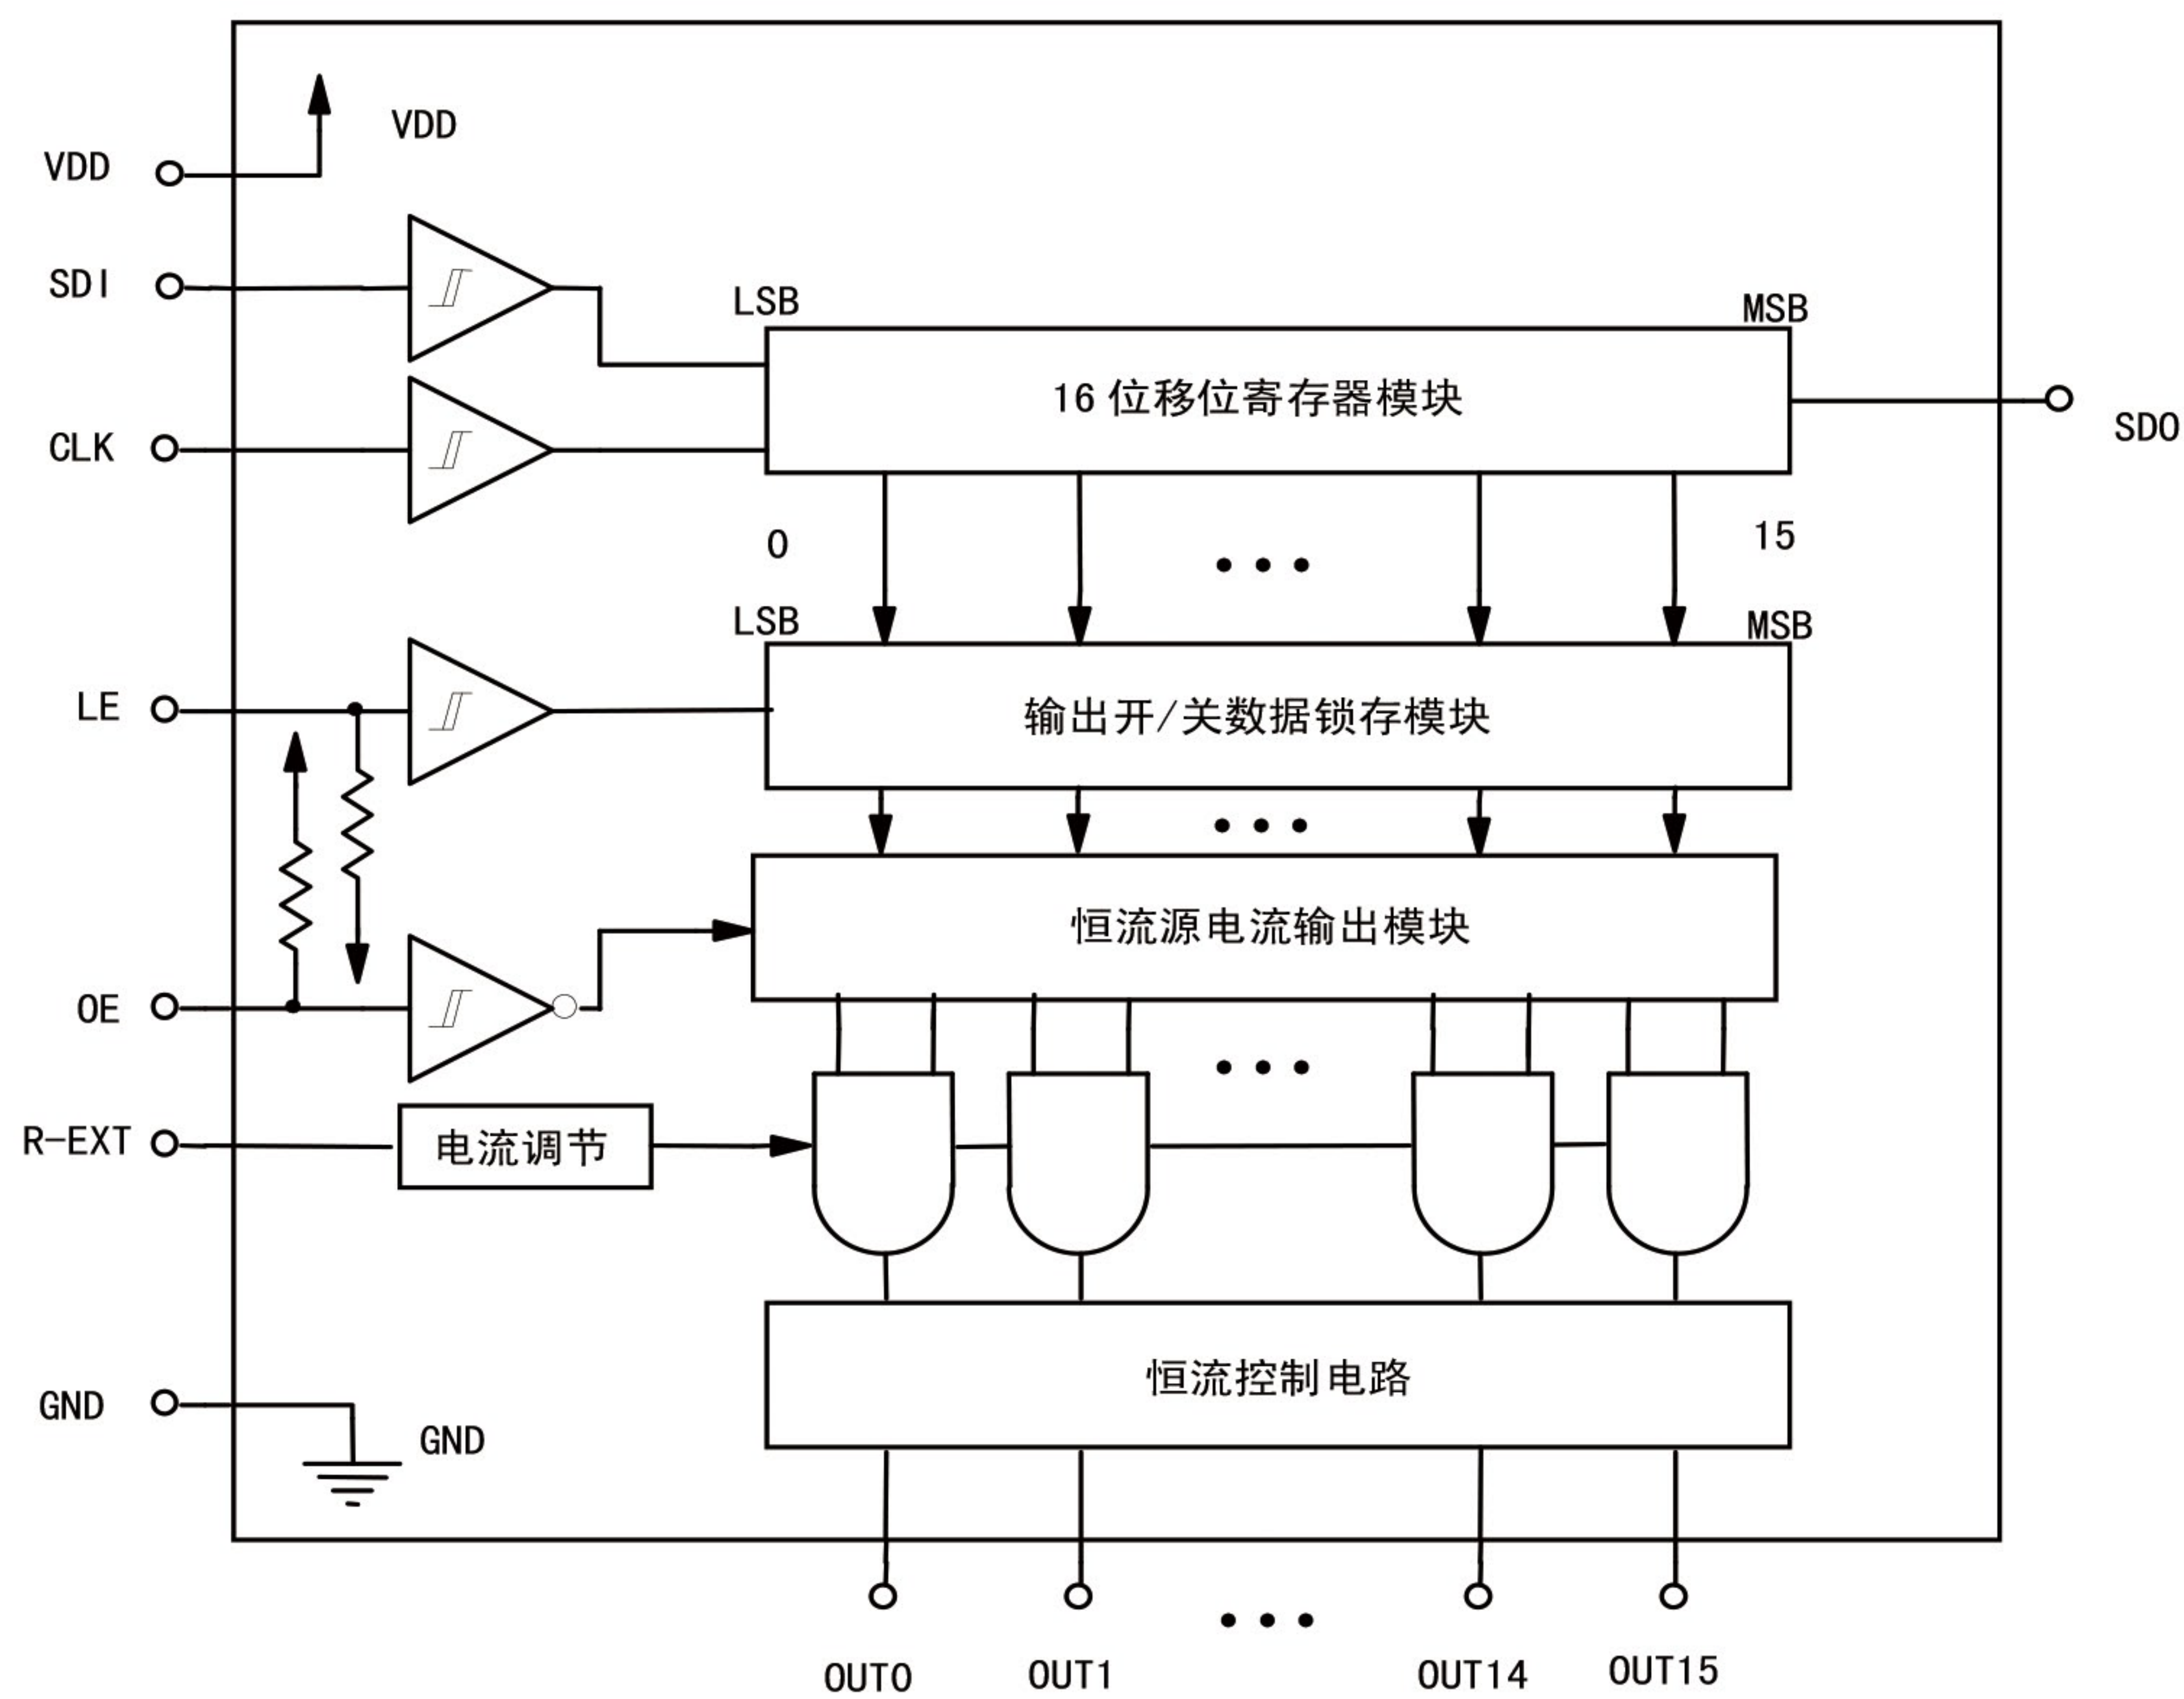 VDD
VDD
SDI
LSB
MSB
16位移位寄存器模块
SDO
CLK
0
15
LSB
MSB
LE
输出开/关数据锁存模块
恒流源电流输出模块
OE
R-EXT
电流调节
恒流控制电路
GND
GND
OUT0
OUT1
OUT14
OUT15